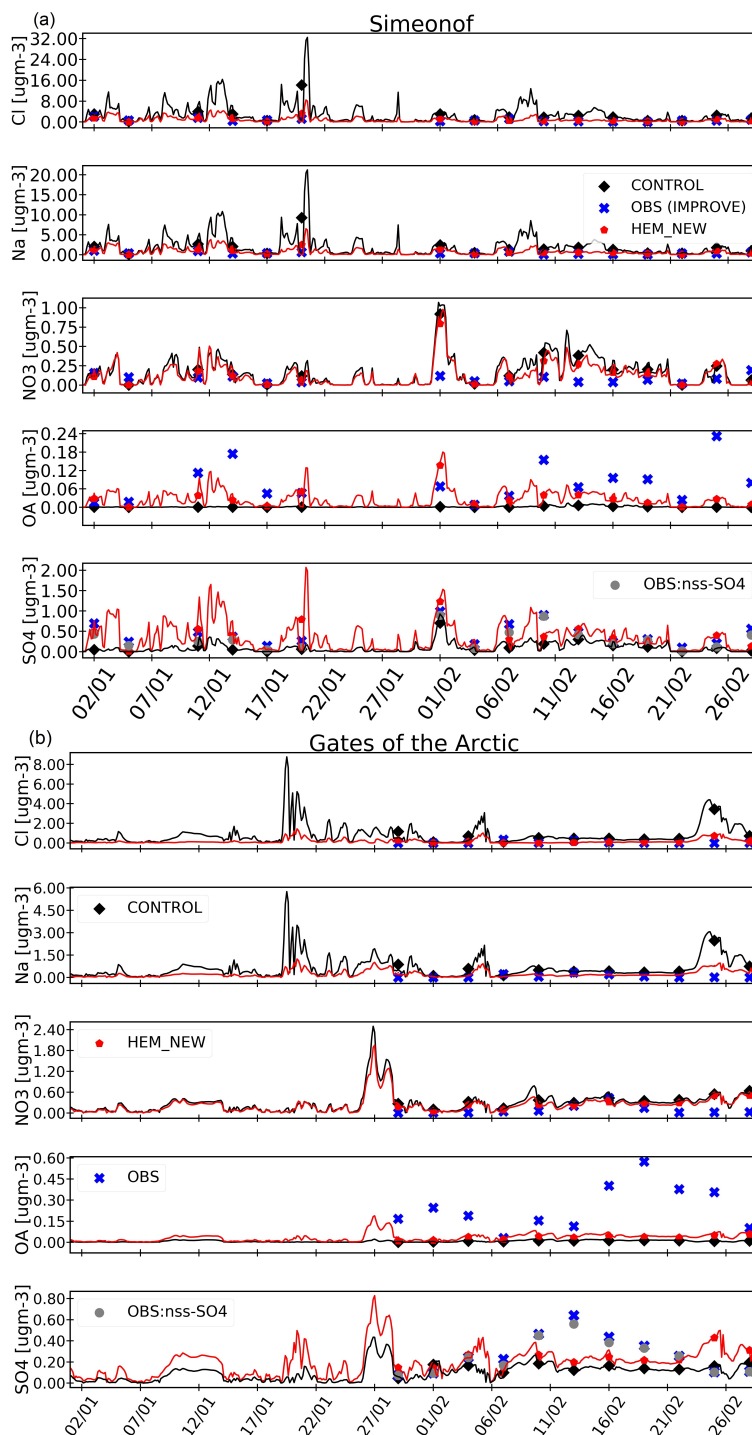 (a)
Simeonof
Cl [ugm-3]
32.00
24.00
16.00
8.00
0.00
Na [ugm-3]
20.00
15.00
10.00
5.00
0.00
CONTROL
OBS (IMPROVE)
HEM_NEW
NO3 [ugm-3]
1.00
0.75
0.50
0.25
0.00
OA [ugm-3]
0.24
0.18
0.12
0.06
0.00
SO4 [ugm-3]
2.00
1.50
1.00
0.50
0.00
OBS:nss-SO4
02/01 07/01 12/01 17/01 22/01 27/01 01/02 06/02 11/02 16/02 21/02 26/02
(b)
Gates of the Arctic
Cl [ugm-3]
8.00
6.00
4.00
2.00
0.00
Na [ugm-3]
6.00
4.50
3.00
1.50
0.00
CONTROL
NO3 [ugm-3]
2.40
1.80
1.20
0.60
0.00
HEM_NEW
OA [ugm-3]
0.60
0.45
0.30
0.15
0.00
OBS
SO4 [ugm-3]
0.80
0.60
0.40
0.20
0.00
OBS:nss-SO4
02/01 07/01 12/01 17/01 22/01 27/01 01/02 06/02 11/02 16/02 21/02 26/02